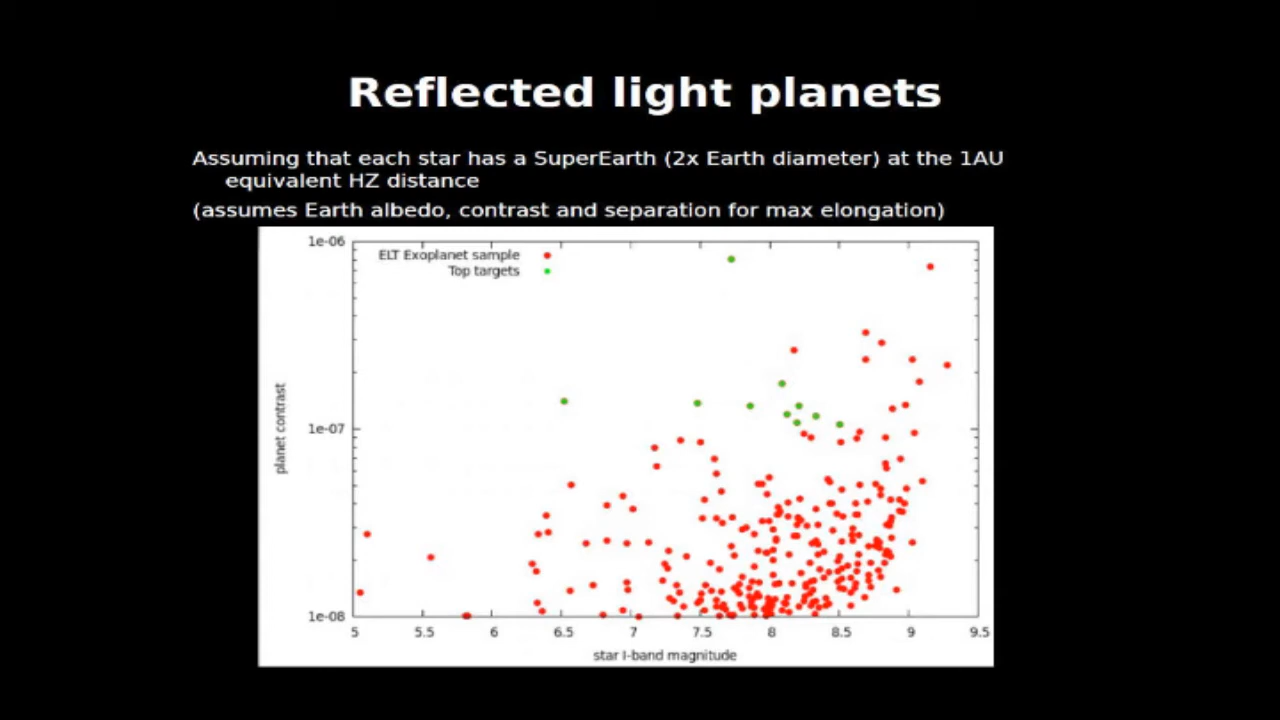 Reflected light planets
Assuming that each star has a SuperEarth (2x Earth diameter) at the 1AU
equivalent HZ distance
(assumes Earth albedo, contrast and separation for max elongation)
1e-06
ELT Exoplanet sample
Top targets
planet contrast
1e-07
1e-08
5 5.5 6 6.5 7 7.5 8 8.5 9 9.5
star I-band magnitude